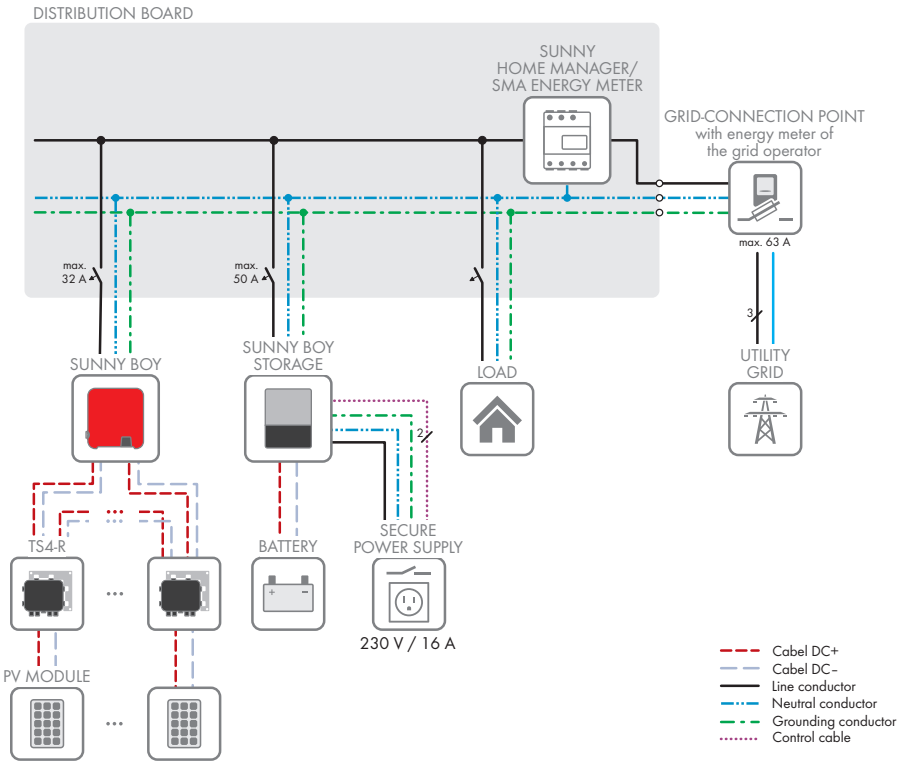 DISTRIBUTION BOARD
SUNNY
HOME MANAGER/
SMA ENERGY METER
GRID-CONNECTION POINT
with energy meter of
the grid operator
max. 63 A
max.
32 A
max.
50 A
3
SUNNY BOY
SUNNY BOY
STORAGE
LOAD
UTILITY
GRID
2
TS4-R
...
...
...
BATTERY
+ −
SECURE
POWER SUPPLY
230 V / 16 A
PV MODULE
...
Cabel DC+
Cabel DC–
Line conductor
Neutral conductor
Grounding conductor
Control cable